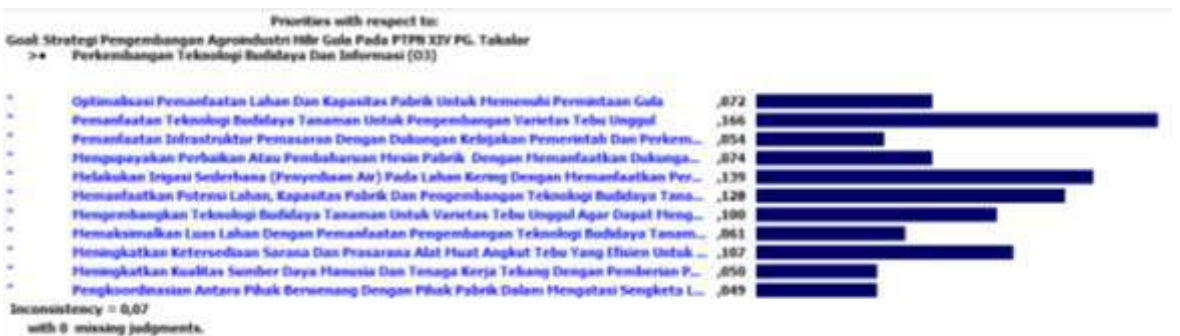 Priorities with respect to:
Goal: Strategi Pengembangan Agroindustri Hilir Gula Pada PTPN XIV PG. Takalar
Perkembangan Teknologi Budidaya Dan Informasi (O3)
Optimalisasi Pemanfaatan Lahan Dan Kapasitas Pabrik Untuk Memenuhi Permintaan Gula ,072
Pemanfaatan Teknologi Budidaya Tanaman Untuk Pengembangan Varietas Tebu Unggul ,166
Pemanfaatan Infrastruktur Pemasaran Dengan Dukungan Kebijakan Pemerintah Dan Perkem... ,054
Mengupayakan Perbaikan Atau Pembaharuan Mesin Pabrik Dengan Memanfaatkan Dukunga... ,074
Melakukan Irigasi Sederhana (Penyediaan Air) Pada Lahan Kering Dengan Memanfaatkan Per... ,139
Memanfaatkan Potensi Lahan, Kapasitas Pabrik Dan Pengembangan Teknologi Budidaya Tana... ,128
Mengembangkan Teknologi Budidaya Tanaman Untuk Varietas Tebu Unggul Agar Dapat Meng... ,100
Memaksimalkan Luas Lahan Dengan Pemanfaatan Pengembangan Teknologi Budidaya Tanam... ,061
Meningkatkan Ketersediaan Sarana Dan Prasarana Alat Muat Angkut Tebu Yang Efisien Untuk ... ,107
Meningkatkan Kualitas Sumber Daya Manusia Dan Tenaga Kerja Tebang Dengan Pemberian P... ,050
Pengkoordinasian Antara Pihak Berwenang Dengan Pihak Pabrik Dalam Mengatasi Sengketa L... ,049
Inconsistency = 0,07
with 0 missing judgments.